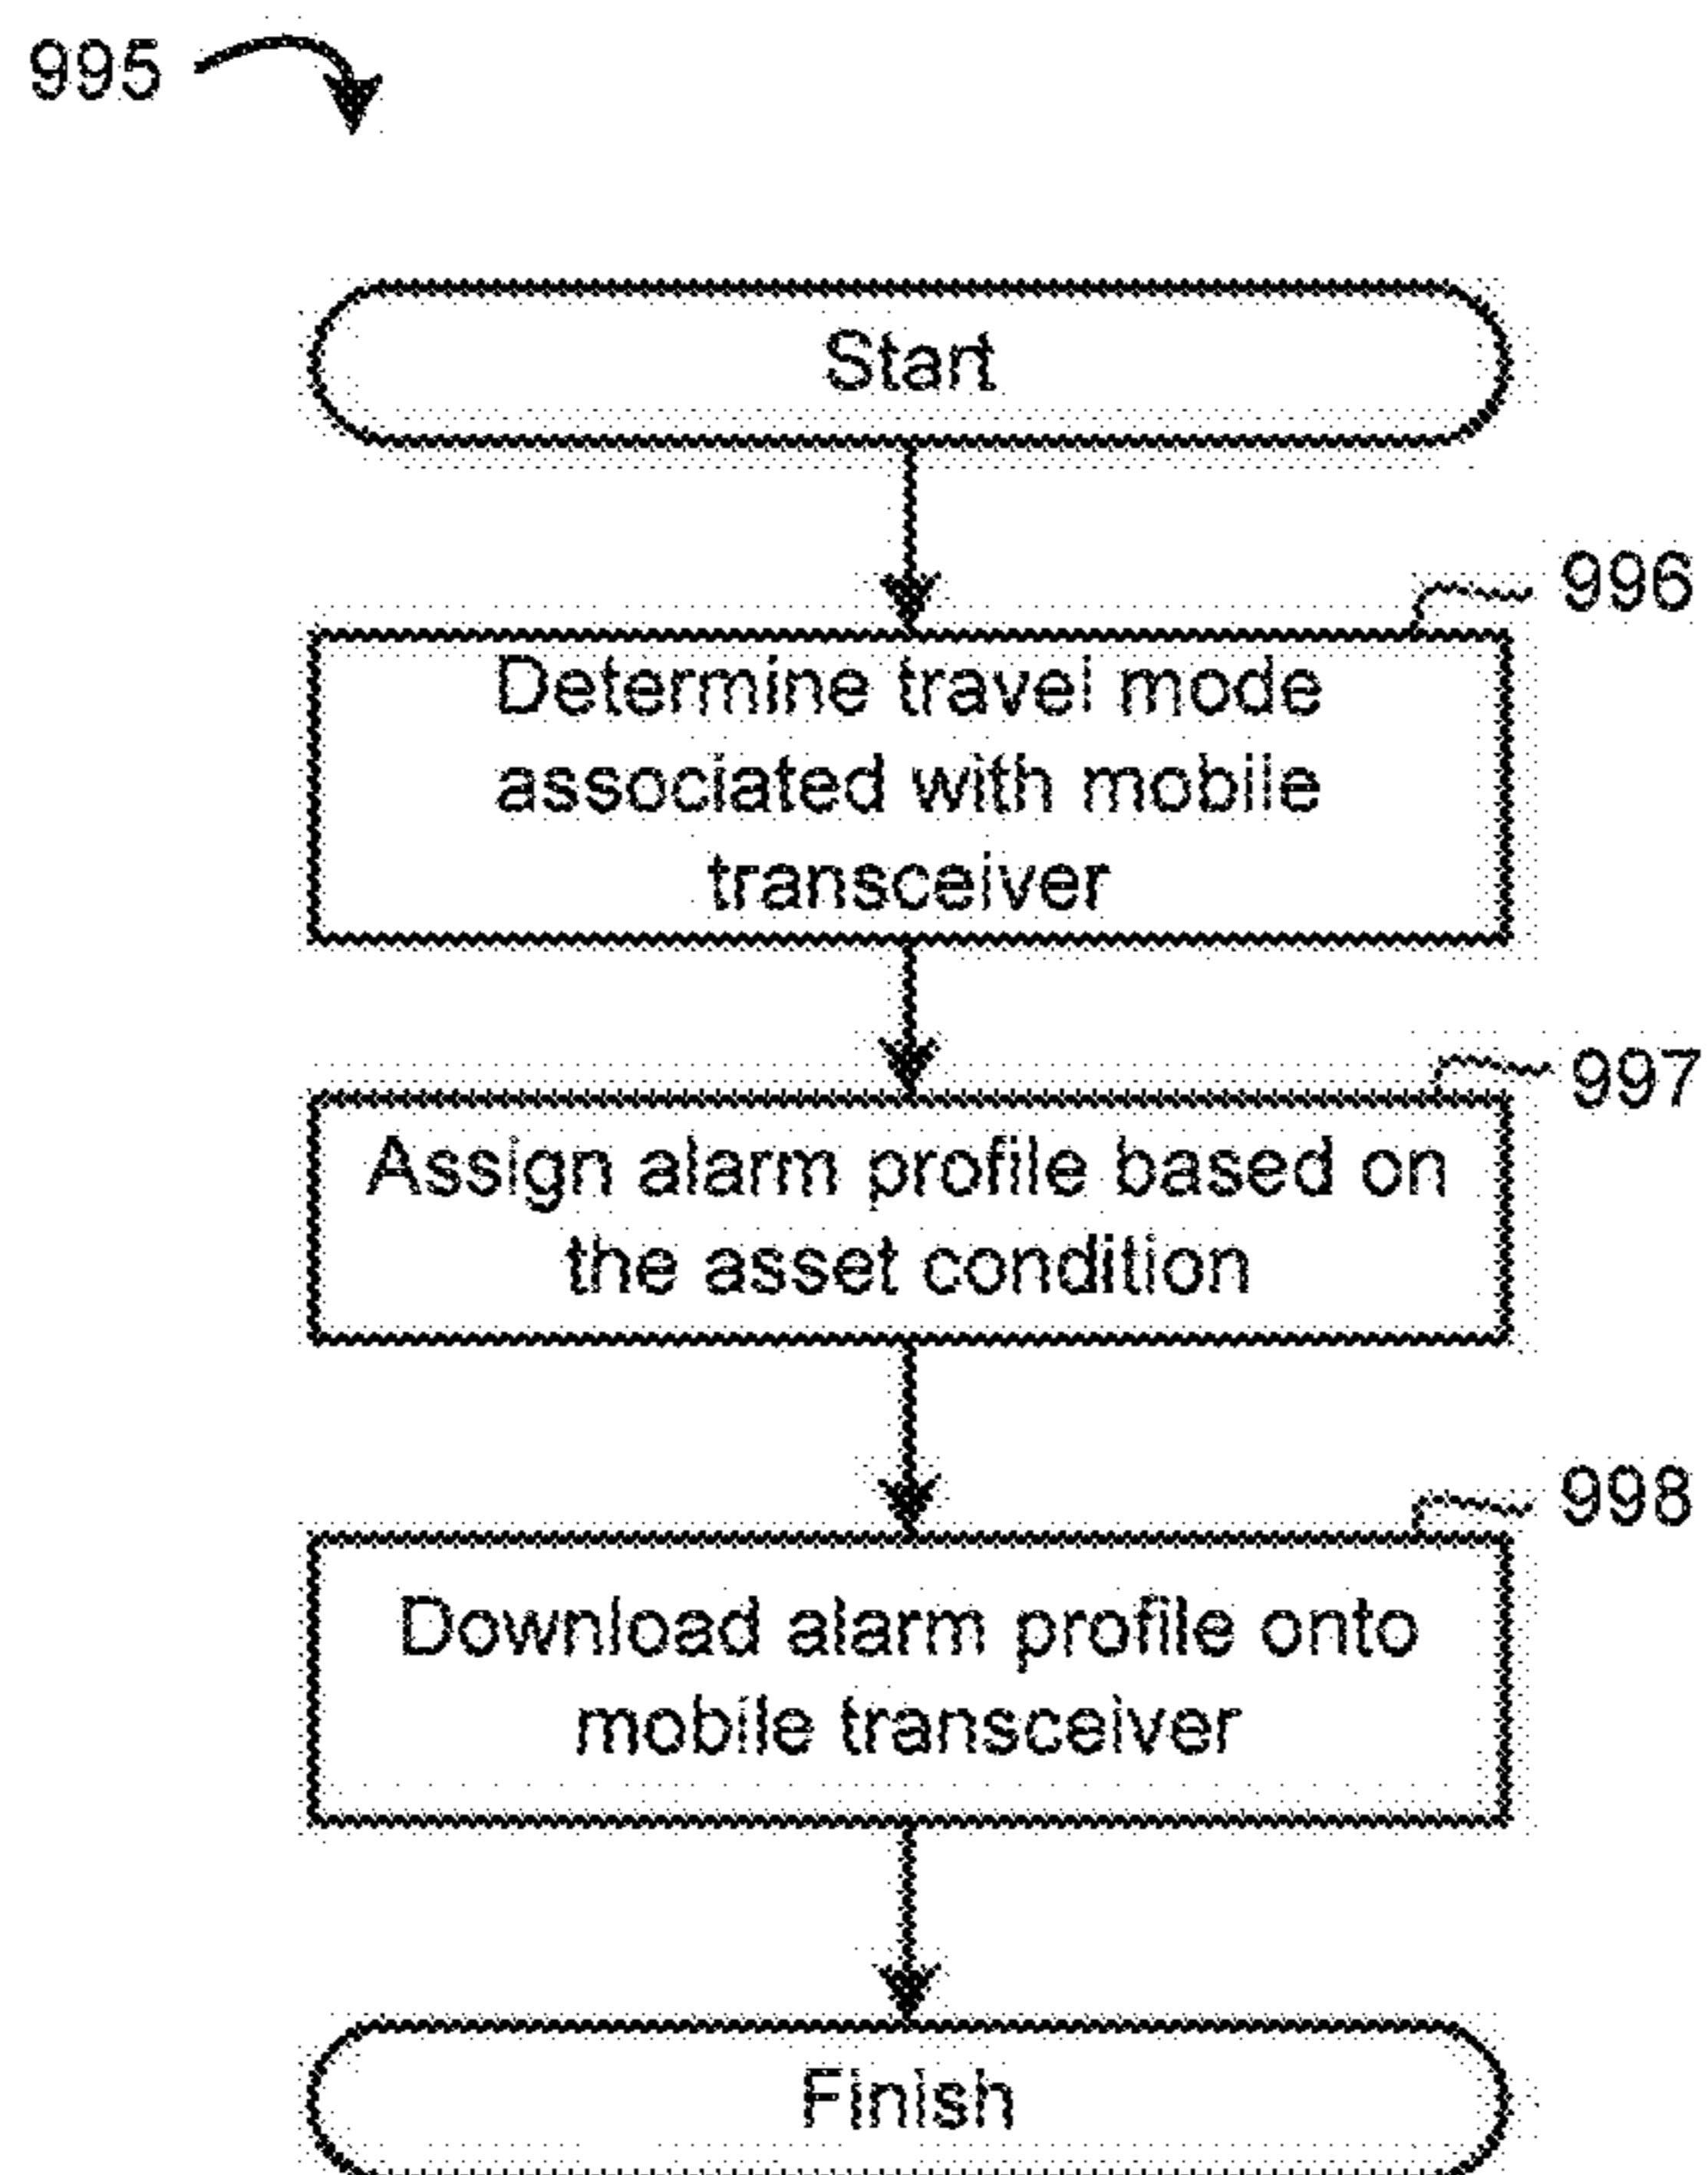 995
Start
996
Determine travel mode
associated with mobile
transceiver
997
Assign alarm profile based on
the asset condition
998
Download alarm profile onto
mobile transceiver
Finish